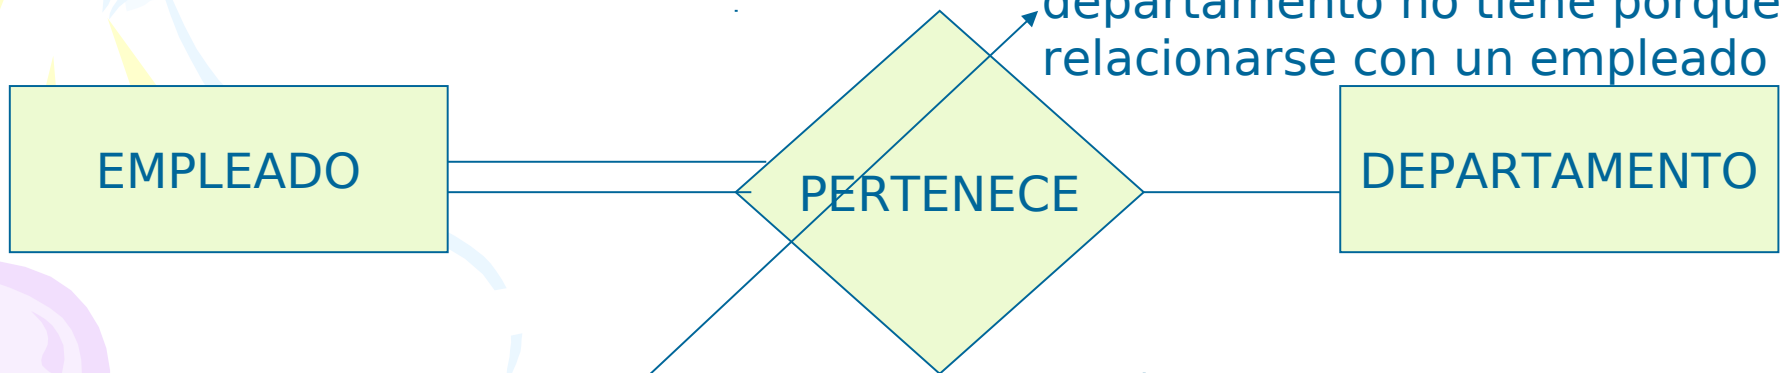 departamento no tiene porque
relacionarse con un empleado
EMPLEADO
PERTENECE
DEPARTAMENTO